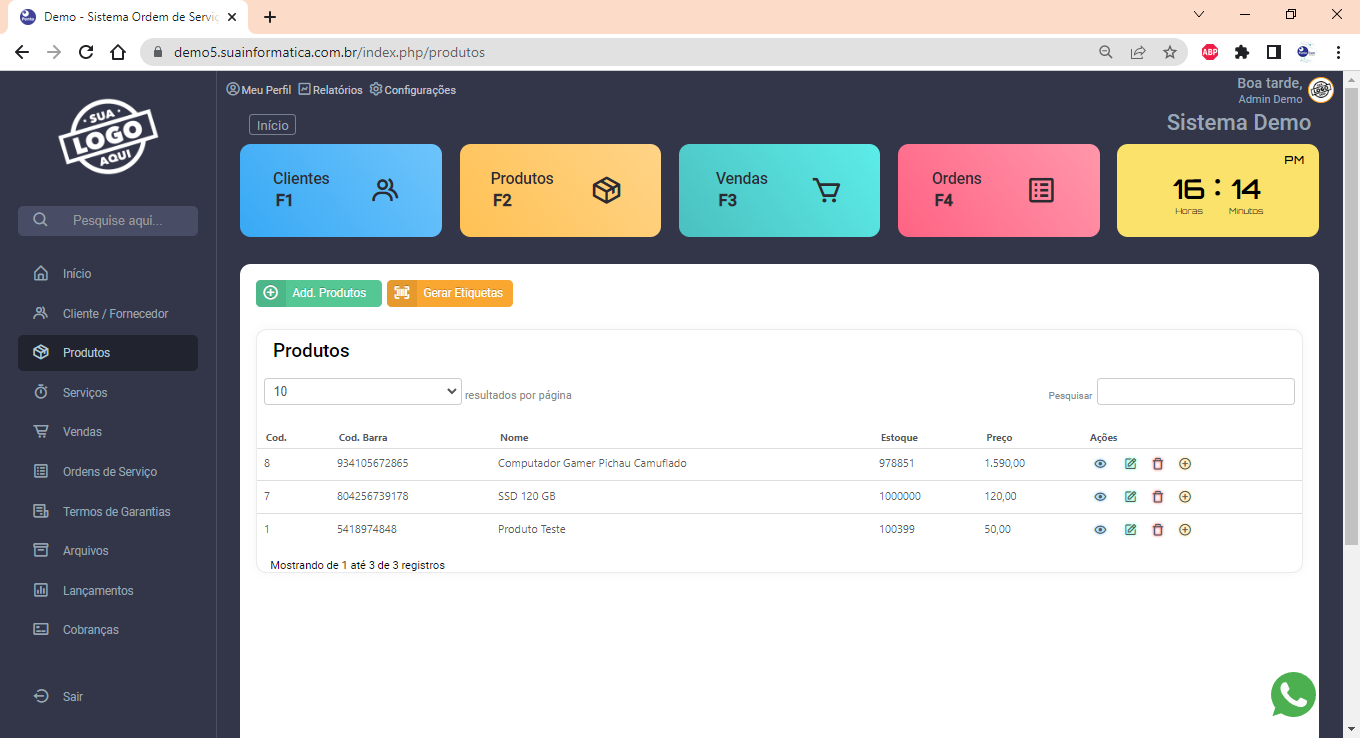 Demo - Sistema Ordem de Serviç
demo5.suainformatica.com.br/index.php/produtos
ABP
SUA
LOGO
AQUI
Meu Perfil Relatórios Configurações
Boa tarde,
Admin Demo
Início
Sistema Demo
Clientes
F1
Produtos
F2
Vendas
F3
Ordens
F4
PM
16 : 14
Horas Minutos
Pesquise aqui...
Início
Cliente / Fornecedor
Produtos
Serviços
Vendas
Ordens de Serviço
Termos de Garantias
Arquivos
Lançamentos
Cobranças
Sair
Add. Produtos Gerar Etiquetas
Produtos
10 resultados por página Pesquisar
Cod. Cod. Barra Nome Estoque Preço Ações
8 934105672865 Computador Gamer Pichau Camuflado 978851 1.590,00
7 804256739178 SSD 120 GB 1000000 120,00
1 5418974848 Produto Teste 100399 50,00
Mostrando de 1 até 3 de 3 registros